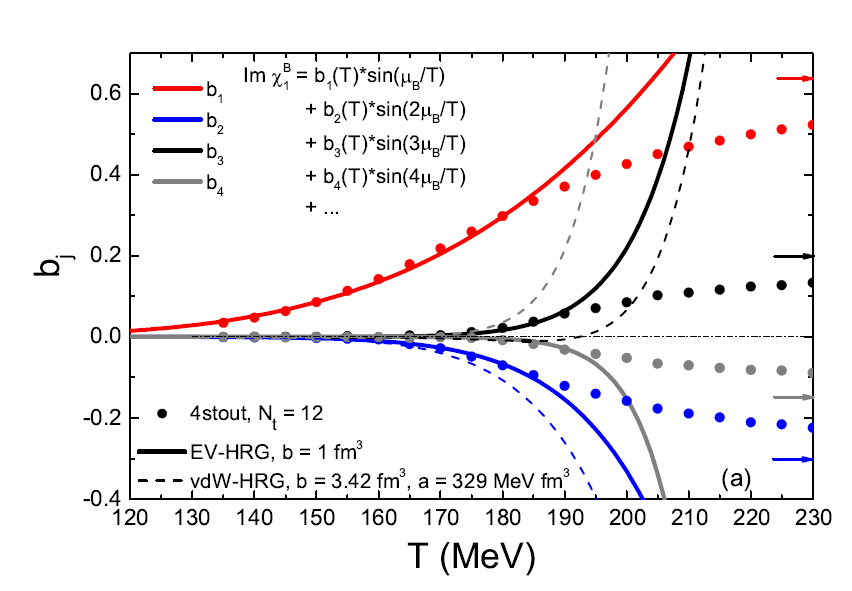 Im χ₁ᴮ = b₁(T)*sin(μ_B/T)
+ b₂(T)*sin(2μ_B/T)
+ b₃(T)*sin(3μ_B/T)
+ b₄(T)*sin(4μ_B/T)
+ ...
b₁
b₂
b₃
b₄
b_j
0.6
0.4
0.2
0.0
-0.2
-0.4
4stout, N_t = 12
EV-HRG, b = 1 fm³
vdW-HRG, b = 3.42 fm³, a = 329 MeV fm³
(a)
120 130 140 150 160 170 180 190 200 210 220 230
T (MeV)